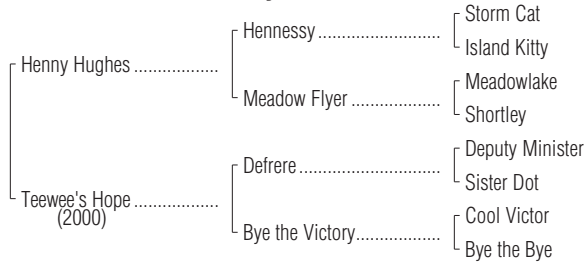 Storm Cat
Hennessy
Island Kitty
Henny Hughes
Meadowlake
Meadow Flyer
Shortley
Deputy Minister
Defrere
Sister Dot
Teewee's Hope
(2000)
Cool Victor
Bye the Victory
Bye the Bye